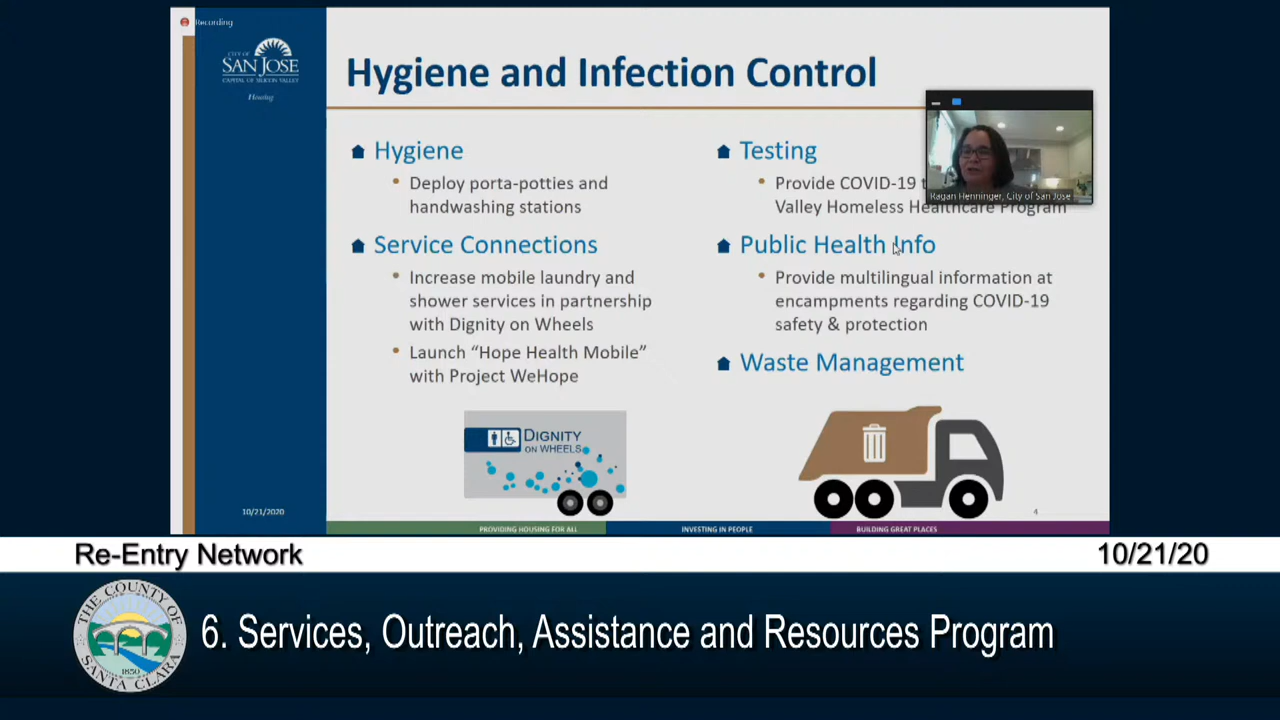 Recording
CITY OF
SAN JOSE
CAPITAL OF SILICON VALLEY
Housing
Hygiene and Infection Control
Hygiene
Deploy porta-potties and
handwashing stations
Service Connections
Increase mobile laundry and
shower services in partnership
with Dignity on Wheels
Launch “Hope Health Mobile”
with Project WeHope
DIGNITY
ON WHEELS
Testing
Provide COVID-19
Valley Homeless Healthcare Program
Ragan Henninger, City of San Jose
Public Health Info
Provide multilingual information at
encampments regarding COVID-19
safety & protection
Waste Management
10/21/2020
4
PROVIDING HOUSING FOR ALL
INVESTING IN PEOPLE
BUILDING GREAT PLACES
Re-Entry Network
10/21/20
THE COUNTY OF
SANTA CLARA
1850
6. Services, Outreach, Assistance and Resources Program